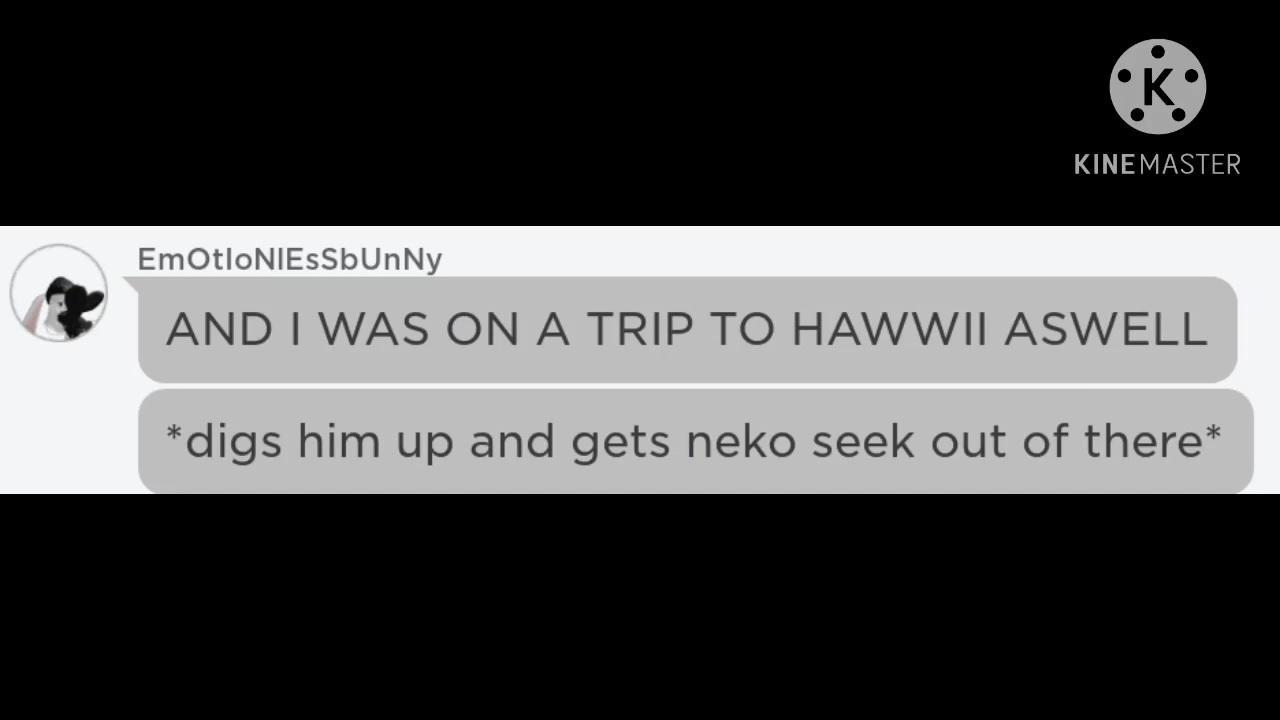 K
KINEMASTER
EmOtIoNlEsSbUnNy
AND I WAS ON A TRIP TO HAWWII ASWELL
*digs him up and gets neko seek out of there*